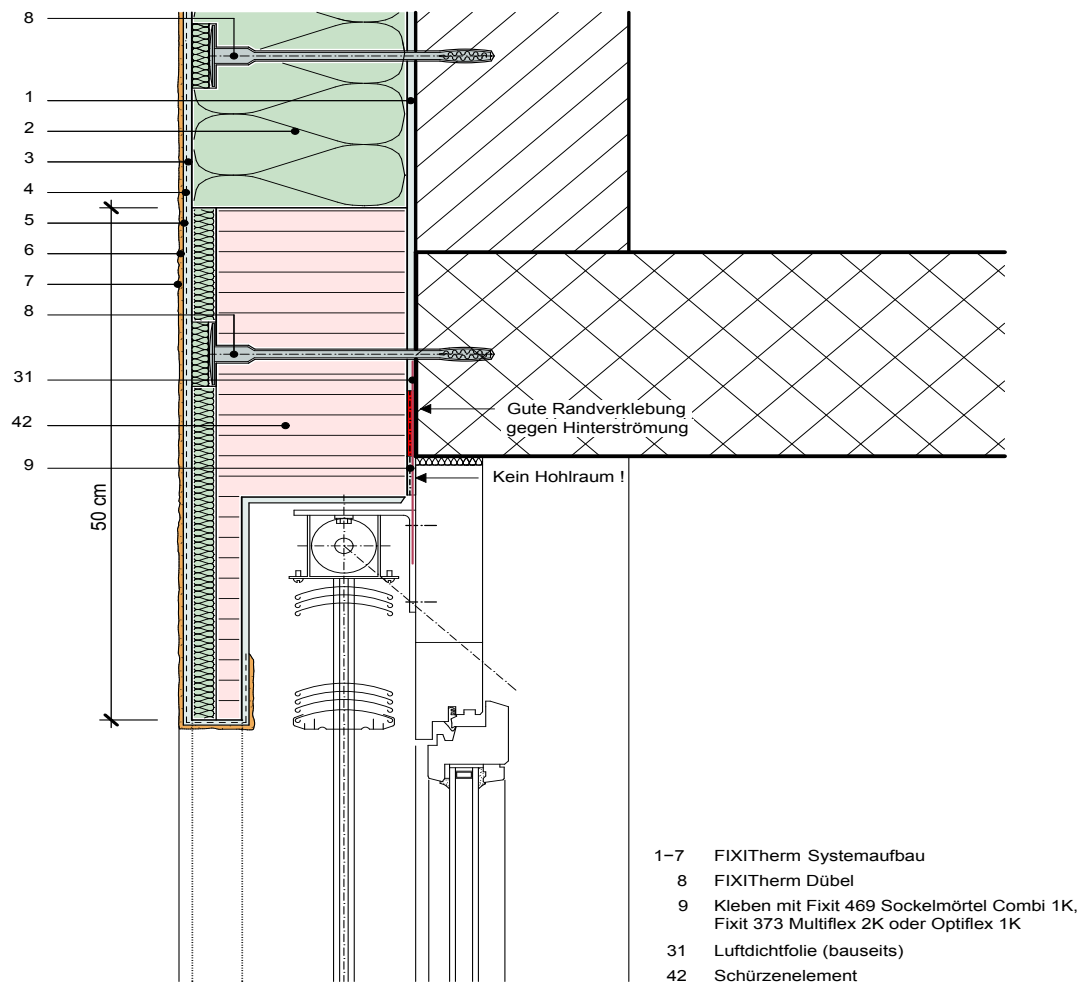 8
1
2
3
4
5
6
7
8
31
42
9
50 cm
Gute Randverklebung
gegen Hinterströmung
Kein Hohlraum !
1–7 FIXITherm Systemaufbau
8 FIXITherm Dübel
9 Kleben mit Fixit 469 Sockelmörtel Combi 1K,
Fixit 373 Multiflex 2K oder Optiflex 1K
31 Luftdichtfolie (bauseits)
42 Schürzenelement